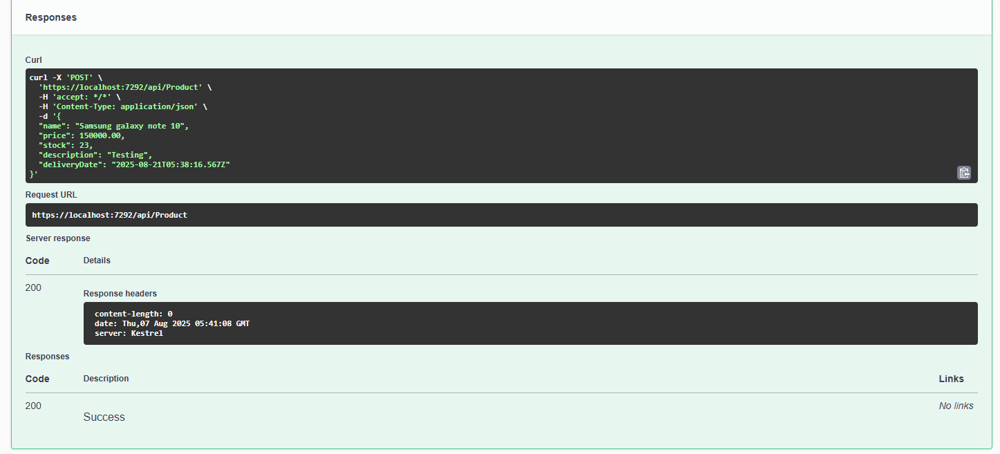 Responses
Curl
curl -X 'POST' \
'https://localhost:7292/api/Product' \
-H 'accept: */*' \
-H 'Content-Type: application/json' \
-d '{
"name": "Samsung galaxy note 10",
"price": 150000.00,
"stock": 23,
"description": "Testing",
"deliveryDate": "2025-08-21T05:38:16.567Z"
}'
Request URL
https://localhost:7292/api/Product
Server response
Code Details
200
Response headers
content-length: 0
date: Thu,07 Aug 2025 05:41:08 GMT
server: Kestrel
Responses
Code Description Links
200 No links
Success